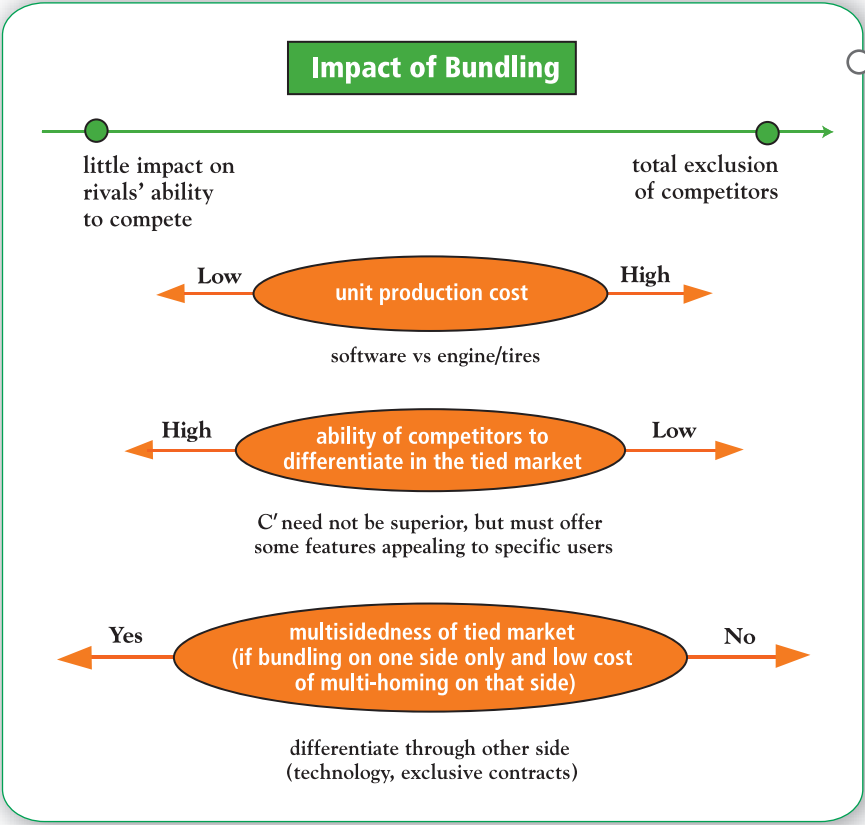 Impact of Bundling
little impact on
rivals’ ability
to compete
total exclusion
of competitors
Low
unit production cost
High
software vs engine/tires
High
ability of competitors to
differentiate in the tied market
Low
C′ need not be superior, but must offer
some features appealing to specific users
Yes
multisidedness of tied market
(if bundling on one side only and low cost
of multi-homing on that side)
No
differentiate through other side
(technology, exclusive contracts)